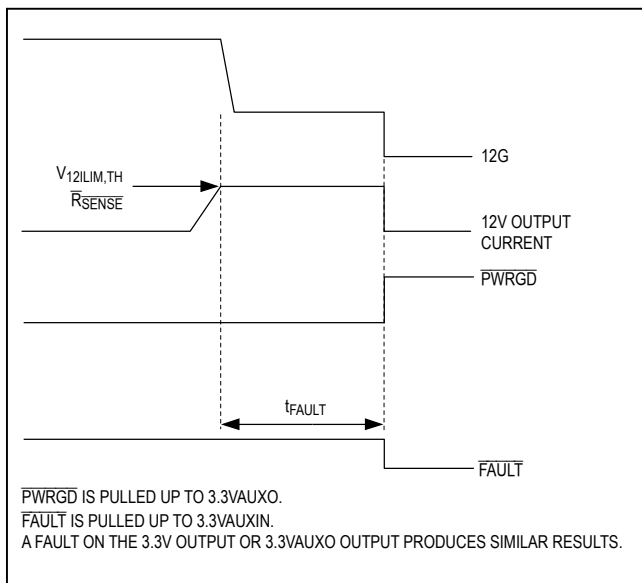 12G
V12ILIM,TH
RSENSE
12V OUTPUT
CURRENT
PWRGD
tFAULT
FAULT
PWRGD IS PULLED UP TO 3.3VAUXO.
FAULT IS PULLED UP TO 3.3VAUXIN.
A FAULT ON THE 3.3V OUTPUT OR 3.3VAUXO OUTPUT PRODUCES SIMILAR RESULTS.